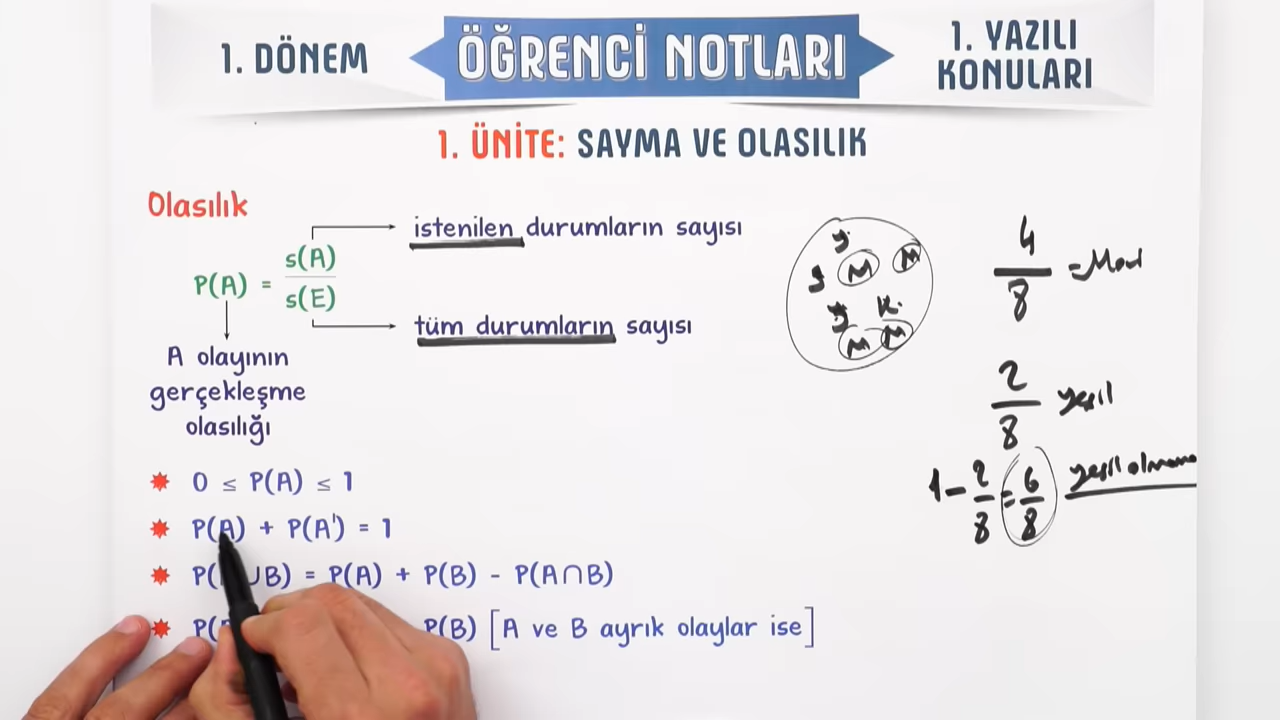 1. DÖNEM
ÖĞRENCİ NOTLARI
1. YAZILI
KONULARI
1. ÜNİTE: SAYMA VE OLASILIK
Olasılık
P(A) = s(A) / s(E)
istenilen durumların sayısı
tüm durumların sayısı
A olayının
gerçekleşme
olasılığı
0 ≤ P(A) ≤ 1
P(A) + P(A') = 1
∪B) = P(A) + P(B) - P(A∩B)
P(B) [A ve B ayrık olaylar ise]
y.
M M
y
y K.
M M
4/8 = Mavi
2/8 yeşil
1 - 2/8 = 6/8 yeşil olmama